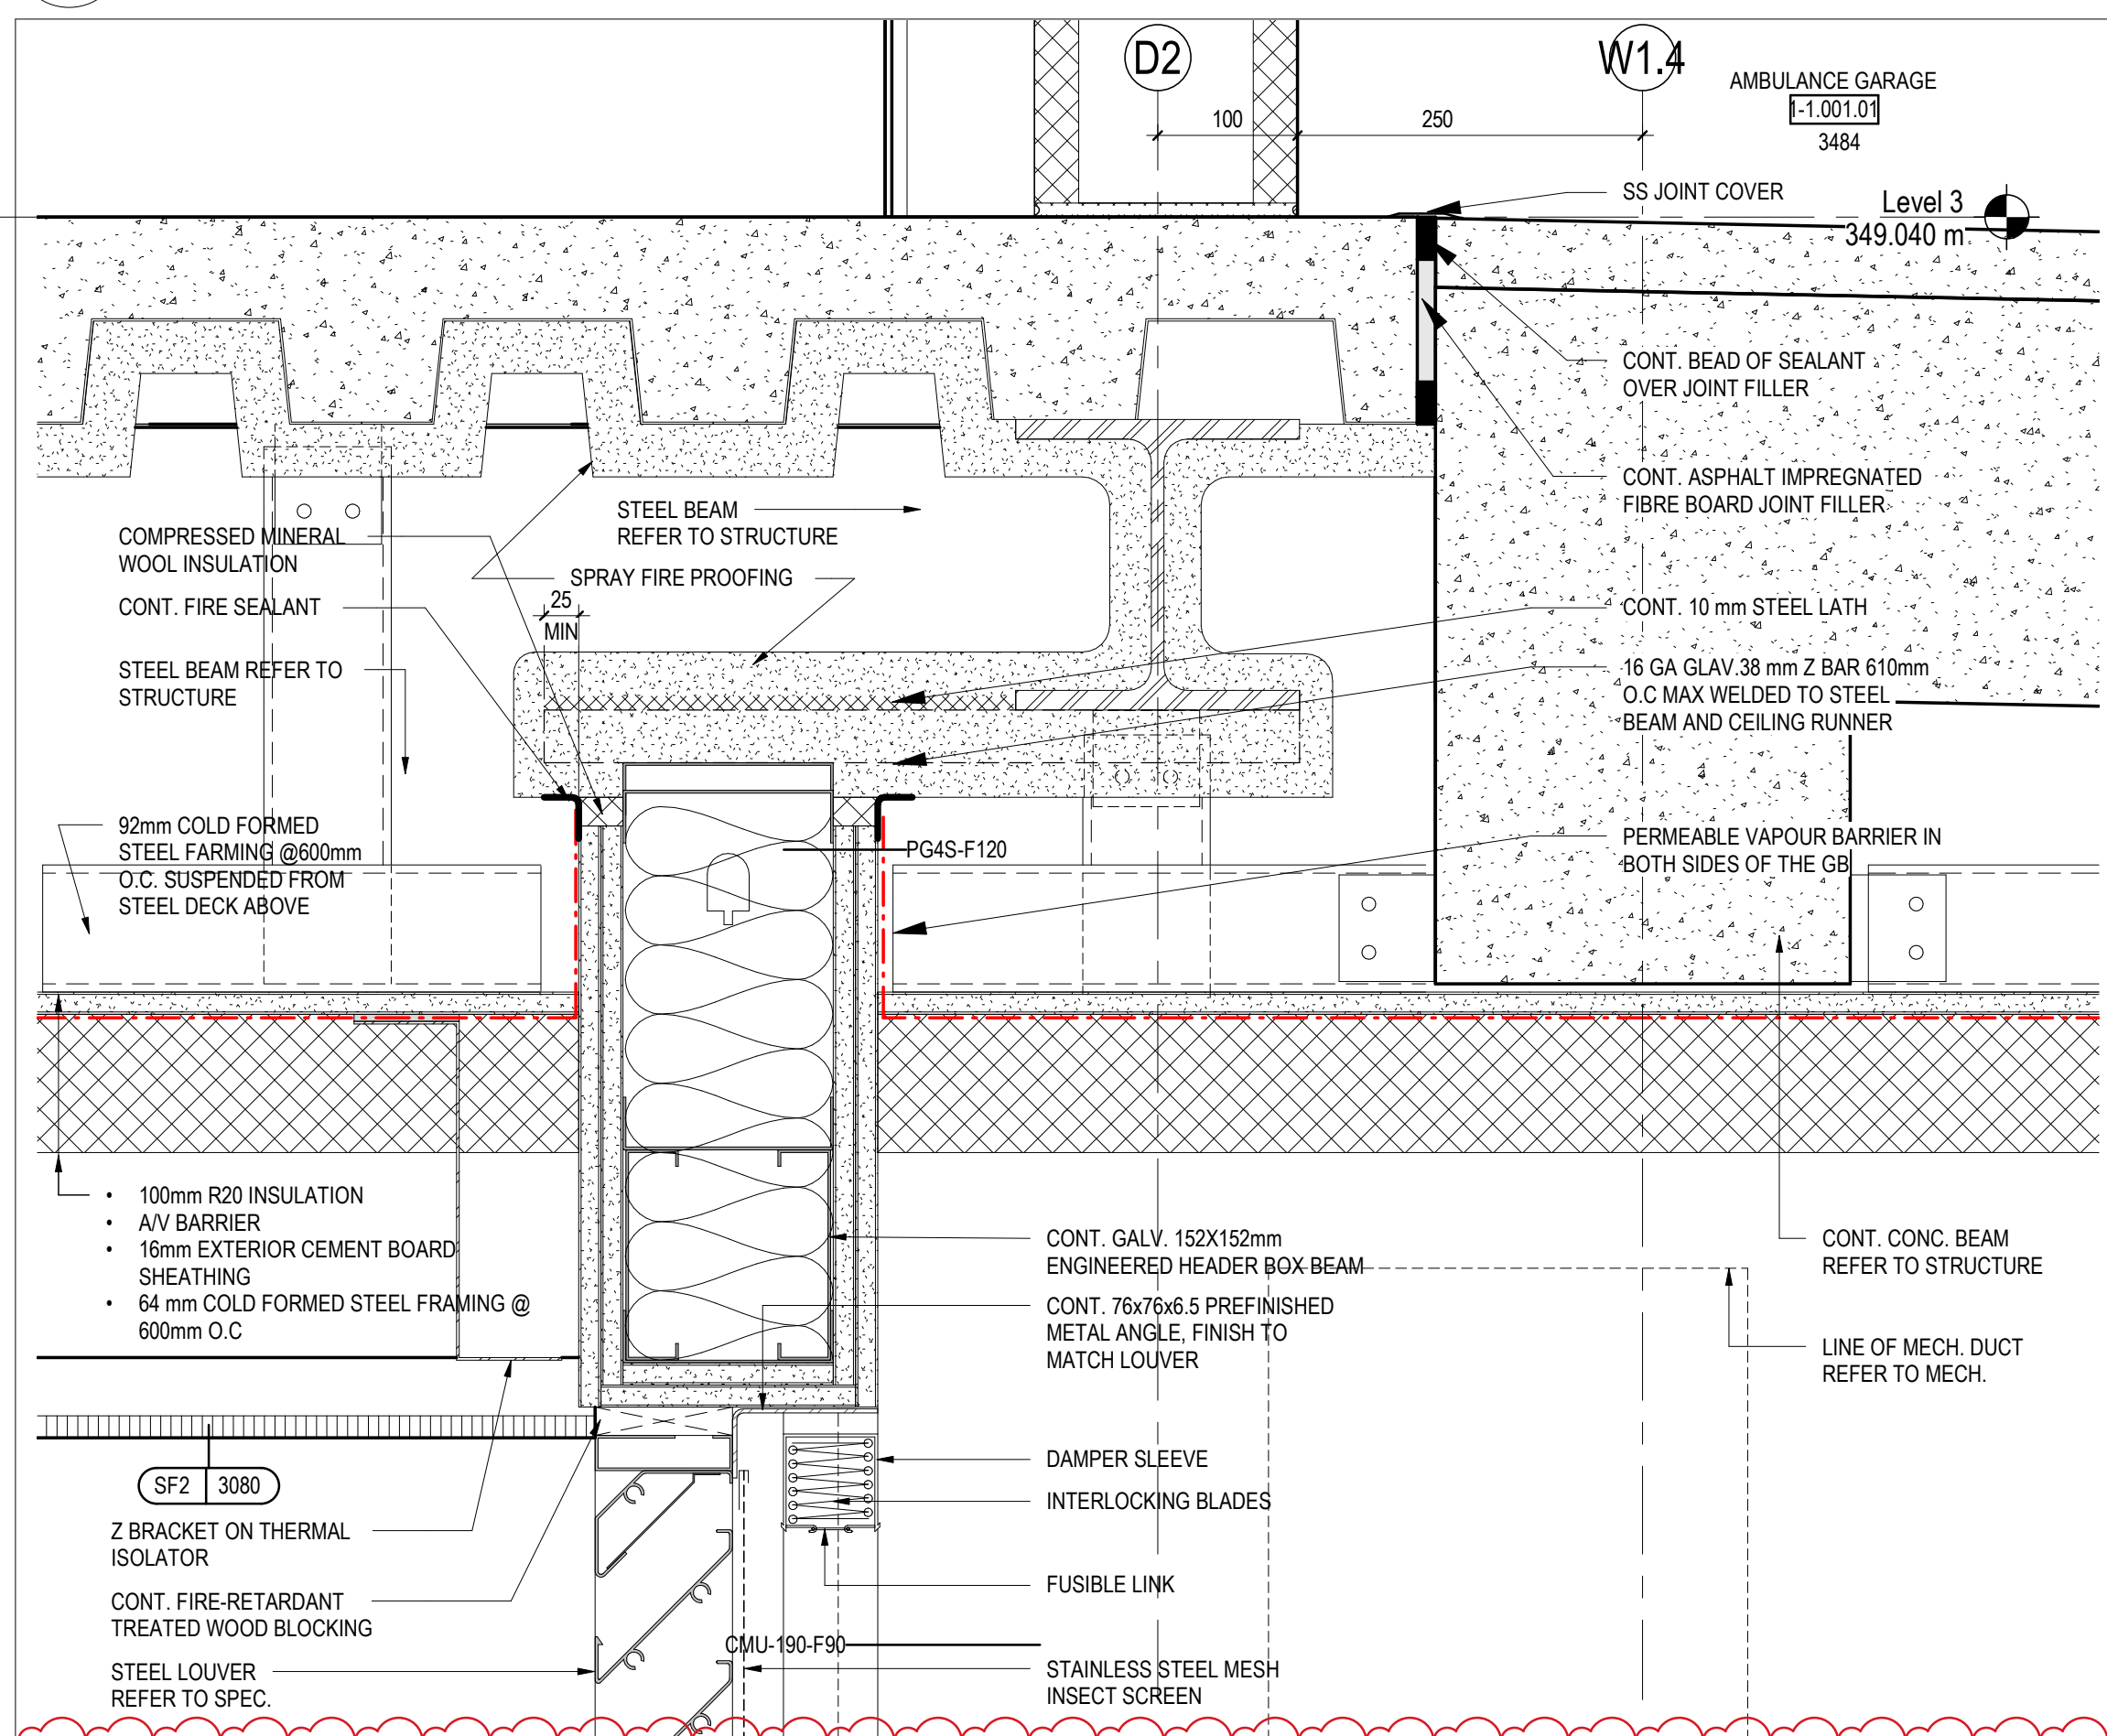 D2
W1.4
AMBULANCE GARAGE
1-1.001.01
3484
100
250
SS JOINT COVER
Level 3
349.040 m
CONT. BEAD OF SEALANT
OVER JOINT FILLER
CONT. ASPHALT IMPREGNATED
FIBRE BOARD JOINT FILLER
STEEL BEAM
REFER TO STRUCTURE
COMPRESSED MINERAL
WOOL INSULATION
SPRAY FIRE PROOFING
CONT. FIRE SEALANT
25
MIN
CONT. 10 mm STEEL LATH
STEEL BEAM REFER TO
STRUCTURE
16 GA GLAV.38 mm Z BAR 610mm
O.C MAX WELDED TO STEEL
BEAM AND CEILING RUNNER
92mm COLD FORMED
STEEL FARMING @600mm
O.C. SUSPENDED FROM
STEEL DECK ABOVE
PG4S-F120
PERMEABLE VAPOUR BARRIER IN
BOTH SIDES OF THE GB
• 100mm R20 INSULATION
• A/V BARRIER
• 16mm EXTERIOR CEMENT BOARD
SHEATHING
• 64 mm COLD FORMED STEEL FRAMING @
600mm O.C
CONT. GALV. 152X152mm
ENGINEERED HEADER BOX BEAM
CONT. 76x76x6.5 PREFINISHED
METAL ANGLE, FINISH TO
MATCH LOUVER
CONT. CONC. BEAM
REFER TO STRUCTURE
LINE OF MECH. DUCT
REFER TO MECH.
SF2 3080
DAMPER SLEEVE
INTERLOCKING BLADES
Z BRACKET ON THERMAL
ISOLATOR
FUSIBLE LINK
CONT. FIRE-RETARDANT
TREATED WOOD BLOCKING
CMU-190-F90
STEEL LOUVER
REFER TO SPEC.
STAINLESS STEEL MESH
INSECT SCREEN